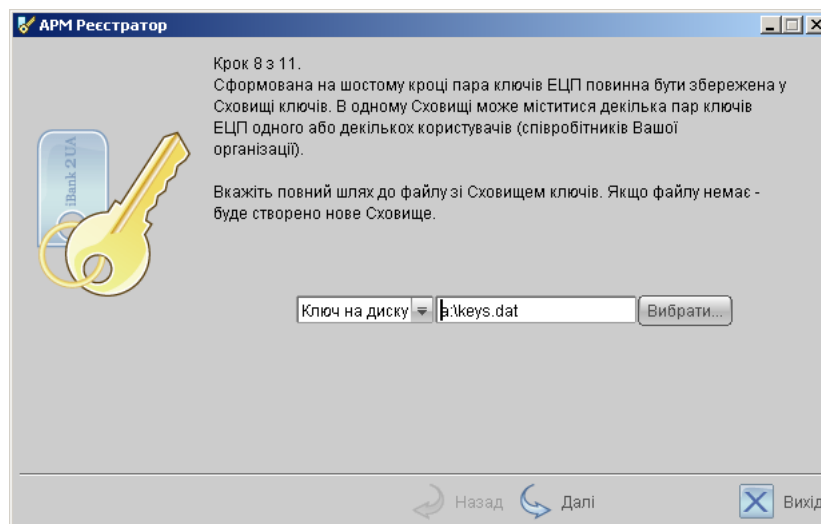 АРМ Реєстратор
Крок 8 з 11.
Сформована на шостому кроці пара ключів ЕЦП повинна бути збережена у
Сховищі ключів. В одному Сховищі може міститися декілька пар ключів
ЕЦП одного або декількох користувачів (співробітників Вашої
організації).
Вкажіть повний шлях до файлу зі Сховищем ключів. Якщо файлу немає -
буде створено нове Сховище.
iBank 2 UA
Ключ на диску a:\keys.dat Вибрати...
Назад Далі Вихід